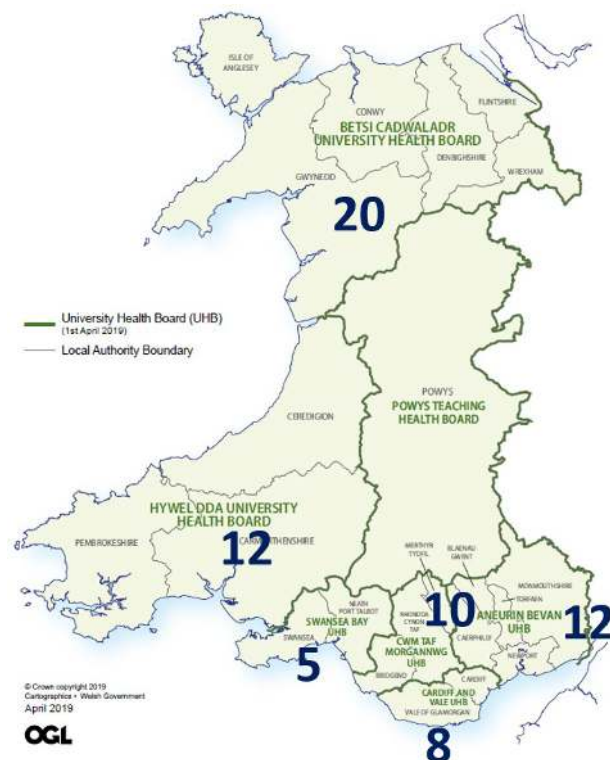 ISLE OF
ANGLESEY
CONWY
FLINTSHIRE
BETSI CADWALADR
UNIVERSITY HEALTH BOARD
DENBIGHSHIRE
WREXHAM
GWYNEDD
20
University Health Board (UHB)
(1st April 2019)
Local Authority Boundary
POWYS
POWYS TEACHING
HEALTH BOARD
CEREDIGION
HYWEL DDA UNIVERSITY
HEALTH BOARD
PEMBROKESHIRE
CARMARTHENSHIRE
12
MERTHYR
TYDFIL
BLAENAU
GWENT
MONMOUTHSHIRE
TORFAEN
NEATH
PORT TALBOT
SWANSEA BAY
UHB
SWANSEA
5
RHONDDA
CYNON
TAF
10
ANEURIN BEVAN
UHB
12
CAERPHILLY
NEWPORT
CWM TAF
MORGANNWG
UHB
BRIDGEND
CARDIFF
CARDIFF AND
VALE UHB
VALE OF GLAMORGAN
8
© Crown copyright 2019
Cartographics • Welsh Government
April 2019
OGL